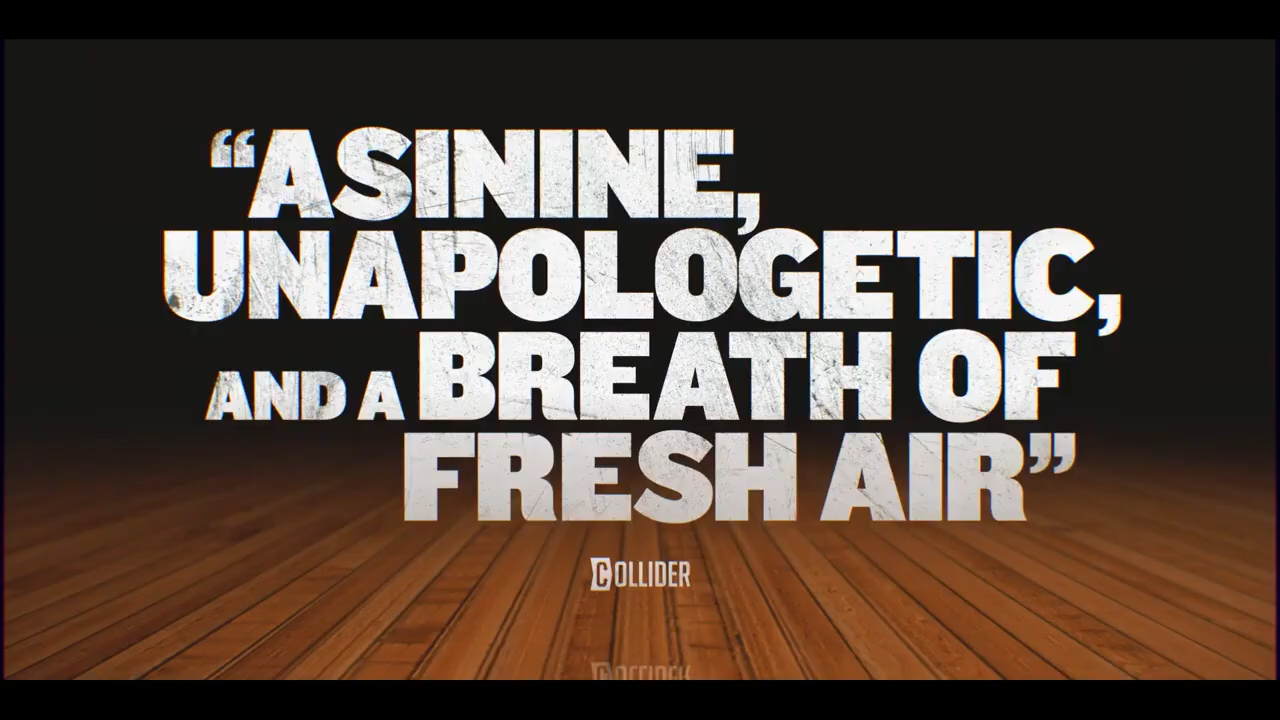 “ASININE,
UNAPOLOGETIC,
AND A BREATH OF
FRESH AIR”
COLLIDER